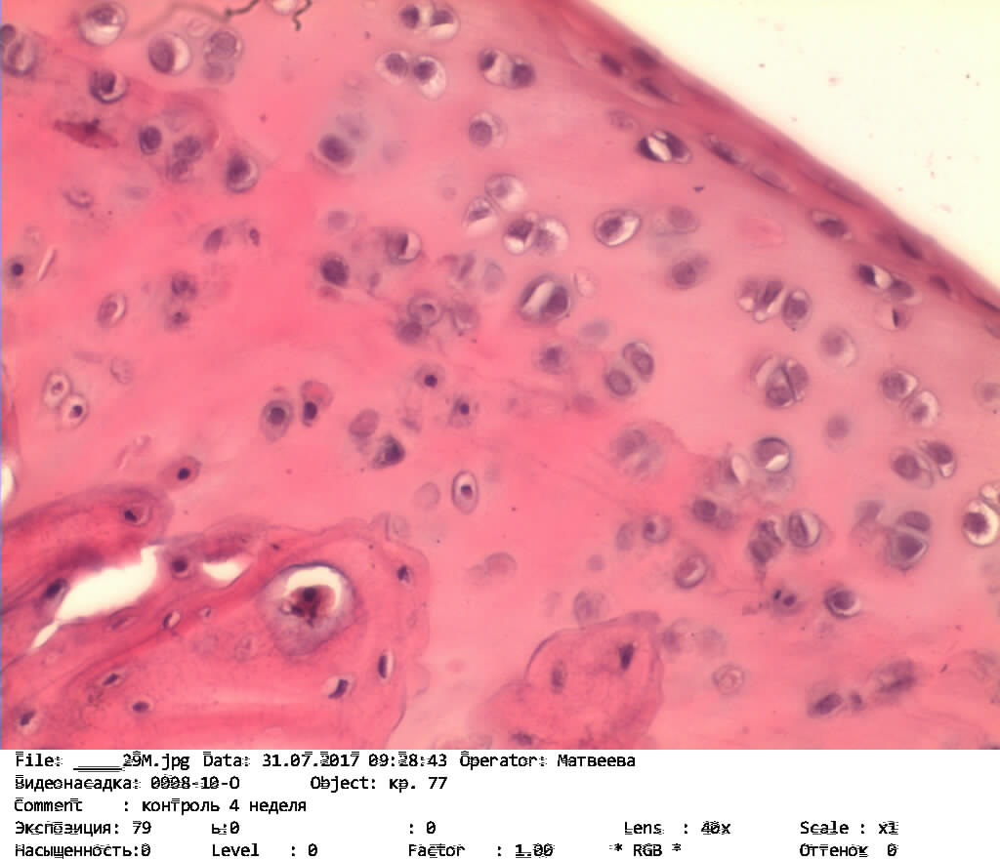 File: _____29M.jpg Data: 31.07.2017 09:28:43 Operator: Матвеева
Видеонасадка: 0008-10-0 Object: кр. 77
Comment : контроль 4 неделя
Экспозиция: 79 ь:0 : 0 Lens : 40x Scale : x1
Насыщенность:0 Level : 0 Factor : 1.00 * RGB * Оттенок 0